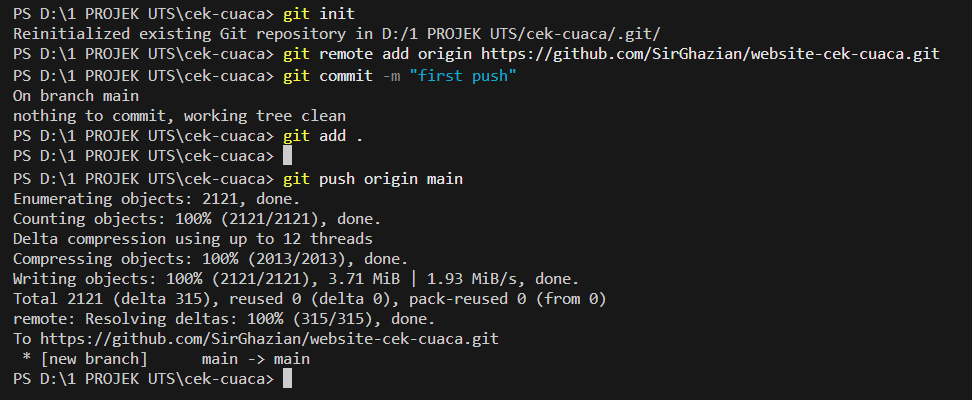 PS D:\1 PROJEK UTS\cek-cuaca> git init
Reinitialized existing Git repository in D:/1 PROJEK UTS/cek-cuaca/.git/
PS D:\1 PROJEK UTS\cek-cuaca> git remote add origin https://github.com/SirGhazian/website-cek-cuaca.git
PS D:\1 PROJEK UTS\cek-cuaca> git commit -m "first push"
On branch main
nothing to commit, working tree clean
PS D:\1 PROJEK UTS\cek-cuaca> git add .
PS D:\1 PROJEK UTS\cek-cuaca>
PS D:\1 PROJEK UTS\cek-cuaca> git push origin main
Enumerating objects: 2121, done.
Counting objects: 100% (2121/2121), done.
Delta compression using up to 12 threads
Compressing objects: 100% (2013/2013), done.
Writing objects: 100% (2121/2121), 3.71 MiB | 1.93 MiB/s, done.
Total 2121 (delta 315), reused 0 (delta 0), pack-reused 0 (from 0)
remote: Resolving deltas: 100% (315/315), done.
To https://github.com/SirGhazian/website-cek-cuaca.git
 * [new branch]      main -> main
PS D:\1 PROJEK UTS\cek-cuaca>